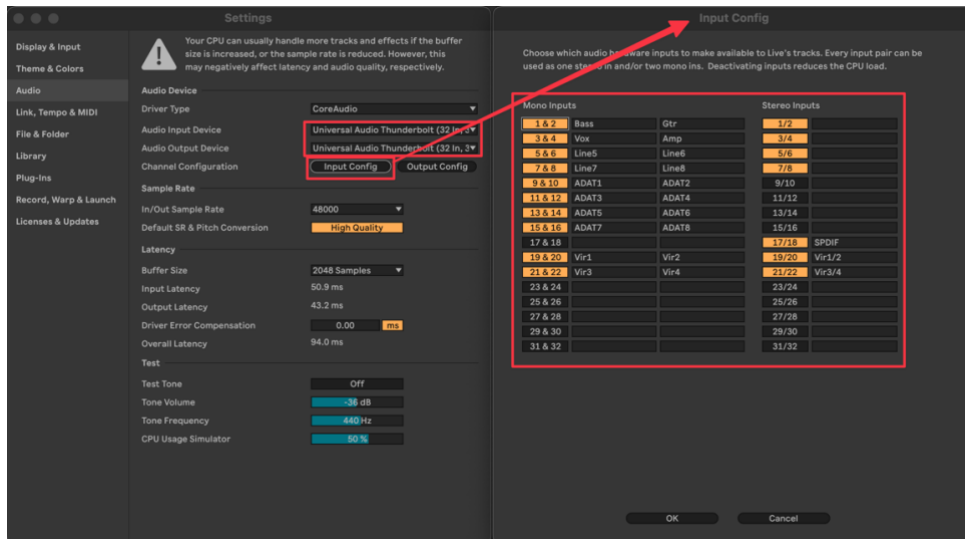 Settings
Display & Input
Theme & Colors
Audio
Link, Tempo & MIDI
File & Folder
Library
Plug-Ins
Record, Warp & Launch
Licenses & Updates
Your CPU can usually handle more tracks and effects if the buffer
size is increased, or the sample rate is reduced. However, this
may negatively affect latency and audio quality, respectively.
Audio Device
Driver Type CoreAudio
Audio Input Device Universal Audio Thunderbolt (32 In, 3
Audio Output Device Universal Audio Thunderbolt (32 In, 3
Channel Configuration Input Config Output Config
Sample Rate
In/Out Sample Rate 48000
Default SR & Pitch Conversion High Quality
Latency
Buffer Size 2048 Samples
Input Latency 50.9 ms
Output Latency 43.2 ms
Driver Error Compensation 0.00 ms
Overall Latency 94.0 ms
Test
Test Tone Off
Tone Volume -36 dB
Tone Frequency 440 Hz
CPU Usage Simulator 50 %
Input Config
Choose which audio hardware inputs to make available to Live's tracks. Every input pair can be
used as one stereo in and/or two mono ins. Deactivating inputs reduces the CPU load.
Mono Inputs Stereo Inputs
1 & 2 Bass Gtr 1/2
3 & 4 Vox Amp 3/4
5 & 6 Line5 Line6 5/6
7 & 8 Line7 Line8 7/8
9 & 10 ADAT1 ADAT2 9/10
11 & 12 ADAT3 ADAT4 11/12
13 & 14 ADAT5 ADAT6 13/14
15 & 16 ADAT7 ADAT8 15/16
17 & 18 17/18 SPDIF
19 & 20 Vir1 Vir2 19/20 Vir1/2
21 & 22 Vir3 Vir4 21/22 Vir3/4
23 & 24 23/24
25 & 26 25/26
27 & 28 27/28
29 & 30 29/30
31 & 32 31/32
OK Cancel